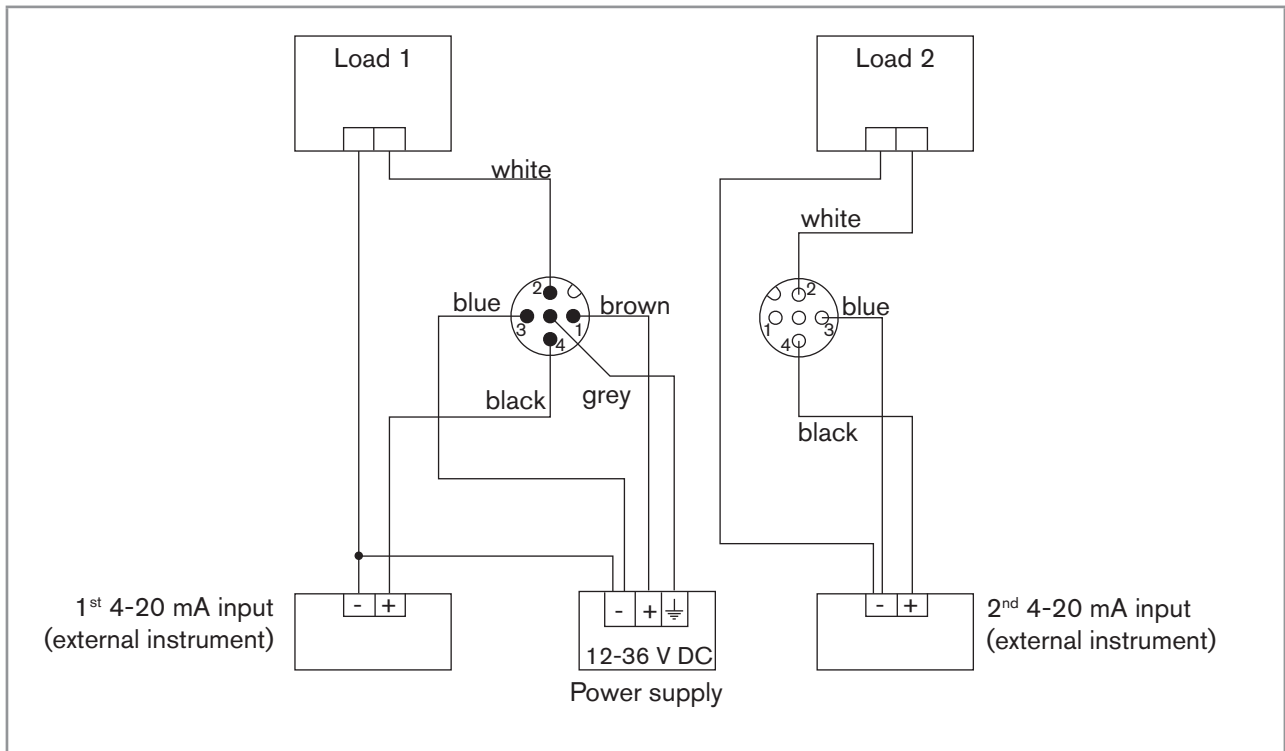 Load 1
Load 2
white
white
2
blue
brown
3
1
4
2
blue
1
3
4
black
grey
black
1st 4-20 mA input
(external instrument)
- +
- +
12-36 V DC
Power supply
- +
2nd 4-20 mA input
(external instrument)